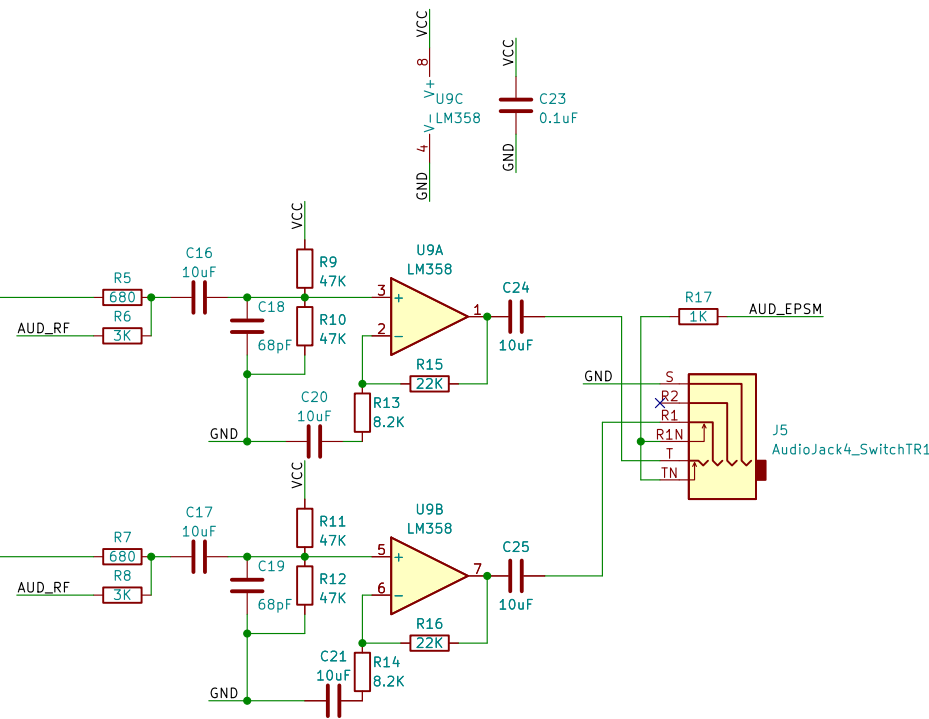 VCC
8
V+
U9C
LM358
V-
4
GND
VCC
C23
0.1uF
GND
VCC
U9A
LM358
C16
10uF
R9
47K
R5
680
C18
3
+
1
C24
10uF
R17
1K
AUD_EPSM
AUD_RF
R6
3K
R10
47K
68pF
2
−
R15
22K
GND
S
R2
R1
R1N
T
TN
J5
AudioJack4_SwitchTR1
C20
10uF
R13
8.2K
GND
VCC
U9B
LM358
C17
10uF
R11
47K
R7
680
C19
5
+
7
C25
10uF
AUD_RF
R8
3K
R12
47K
68pF
6
−
R16
22K
C21
10uF
R14
8.2K
GND